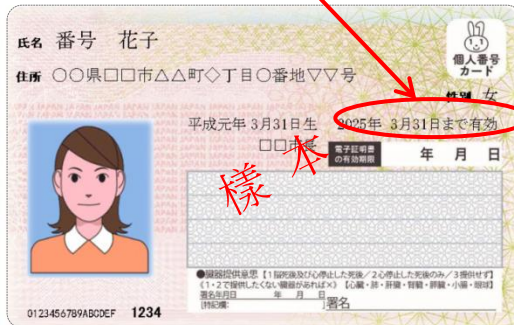 氏名 番号 花子
個人番号
カード
住所 ○○県□□市△△町◇丁目○番地▽▽号
性別 女
平成元年 3月31日生 2025年 3月31日まで有効
□□市長
電子証明書
の有効期限
年 月 日
様本
●臓器提供意思【1 脳死後及び心停止した死後／2 心停止した死後のみ／3 提供せず】
《1・2で提供したくない臓器があれば×》【心臓・肺・肝臓・腎臓・膵臓・小腸・眼球】
署名年月日 年 月 日
[特記欄: ]署名
0123456789ABCDEF 1234